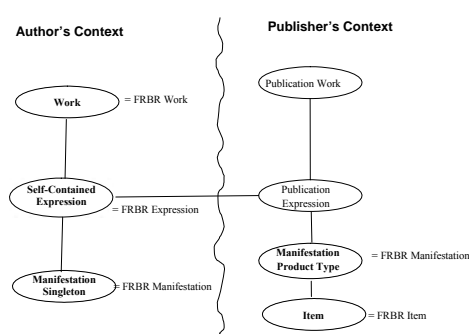 Author's Context
Work
= FRBR Work
Self-Contained
Expression
= FRBR Expression
Manifestation
Singleton
= FRBR Manifestation
Publisher's Context
Publication Work
Publication
Expression
Manifestation
Product Type
= FRBR Manifestation
Item
= FRBR Item